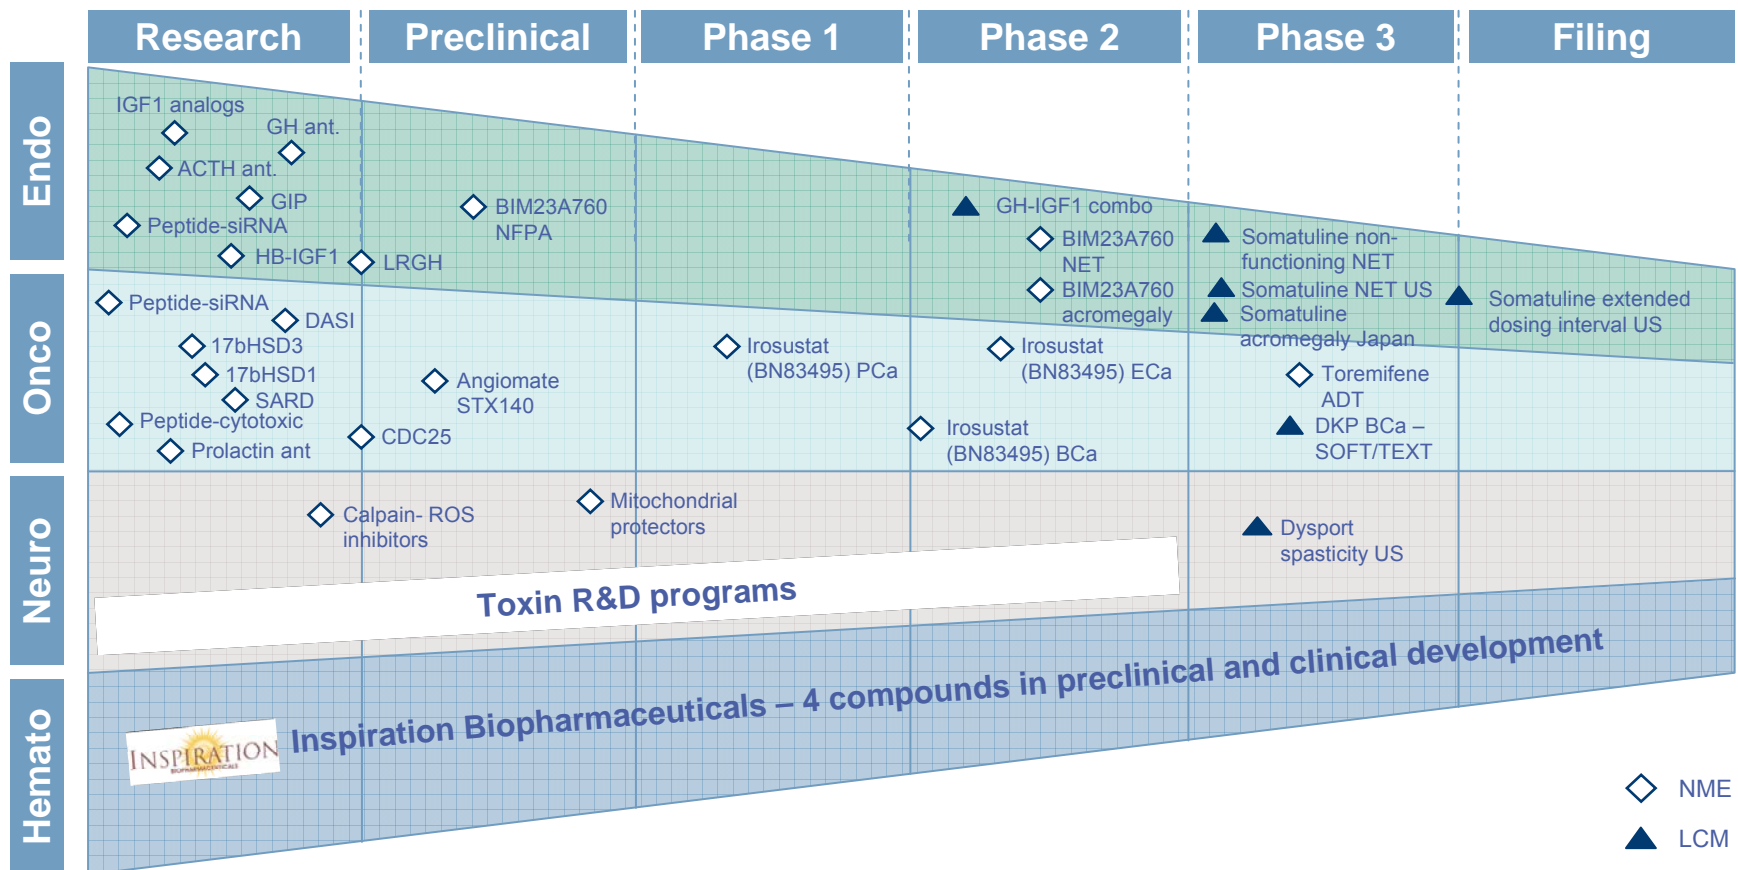 Research
Preclinical
Phase 1
Phase 2
Phase 3
Filing
Endo
IGF1 analogs
GH ant.
ACTH ant.
GIP
Peptide-siRNA
HB-IGF1
LRGH
BIM23A760
NFPA
GH-IGF1 combo
BIM23A760
NET
BIM23A760
acromegaly
Somatuline non-
functioning NET
Somatuline NET US
Somatuline
acromegaly Japan
Somatuline extended
dosing interval US
Onco
Peptide-siRNA
DASI
17bHSD3
17bHSD1
SARD
Peptide-cytotoxic
Prolactin ant
CDC25
Angiomate
STX140
Irosustat
(BN83495) PCa
Irosustat
(BN83495) ECa
Irosustat
(BN83495) BCa
Toremifene
ADT
DKP BCa –
SOFT/TEXT
Neuro
Calpain- ROS
inhibitors
Mitochondrial
protectors
Dysport
spasticity US
Toxin R&D programs
Hemato
INSPIRATION
BIOPHARMACEUTICALS
Inspiration Biopharmaceuticals – 4 compounds in preclinical and clinical development
NME
LCM